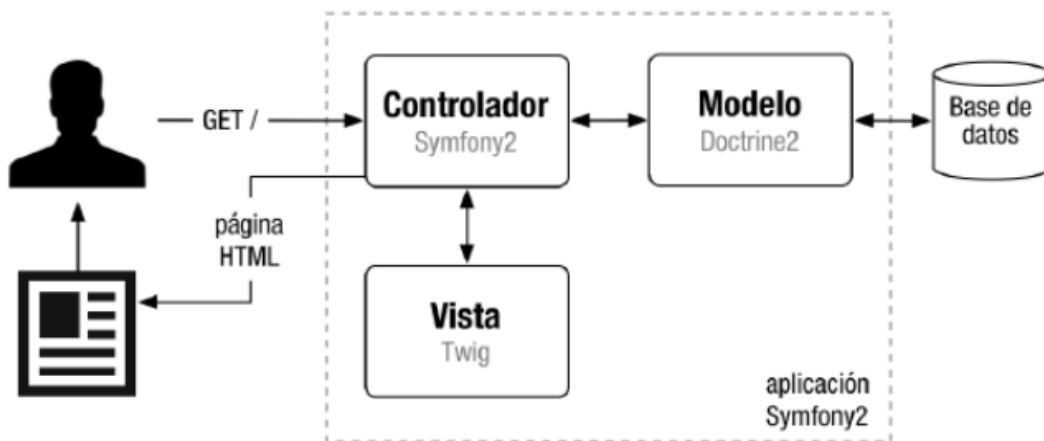 GET /
Controlador
Symfony2
Modelo
Doctrine2
Base de
datos
página
HTML
Vista
Twig
aplicación
Symfony2